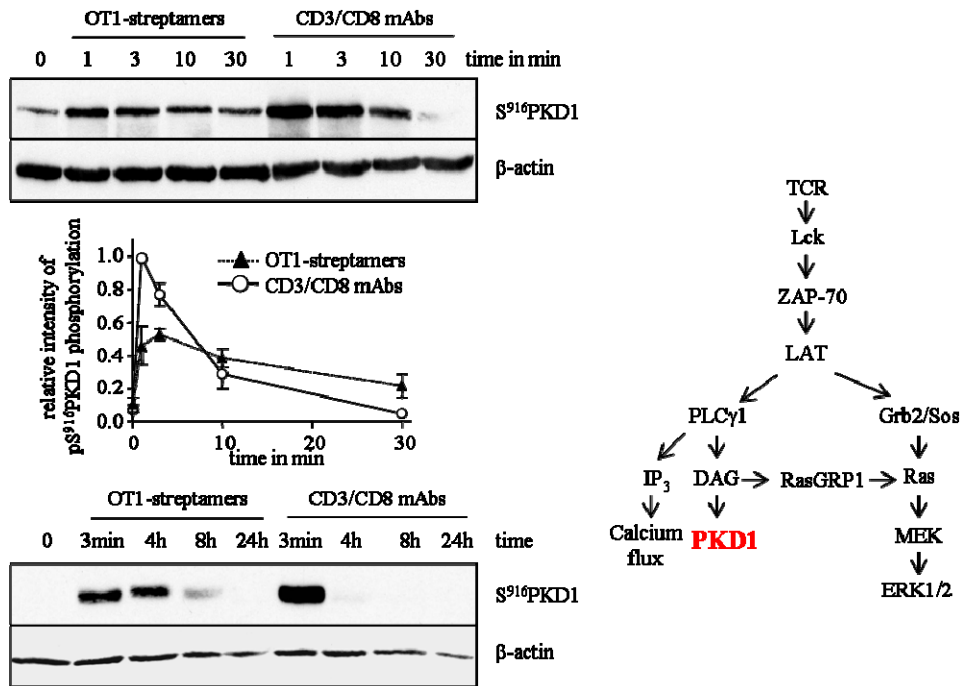 OT1-streptamers CD3/CD8 mAbs
0 1 3 10 30 1 3 10 30 time in min
S⁹¹⁶PKD1
β-actin
relative intensity of
pS⁹¹⁶PKD1 phosphorylation
1.0
0.8
0.6
0.4
0.2
0.0
OT1-streptamers
CD3/CD8 mAbs
0 10 20 30
time in min
OT1-streptamers CD3/CD8 mAbs
0 3min 4h 8h 24h 3min 4h 8h 24h time
S⁹¹⁶PKD1
β-actin
TCR
Lck
ZAP-70
LAT
PLCγ1 Grb2/Sos
IP₃ DAG RasGRP1 Ras
Calcium
flux
PKD1
MEK
ERK1/2